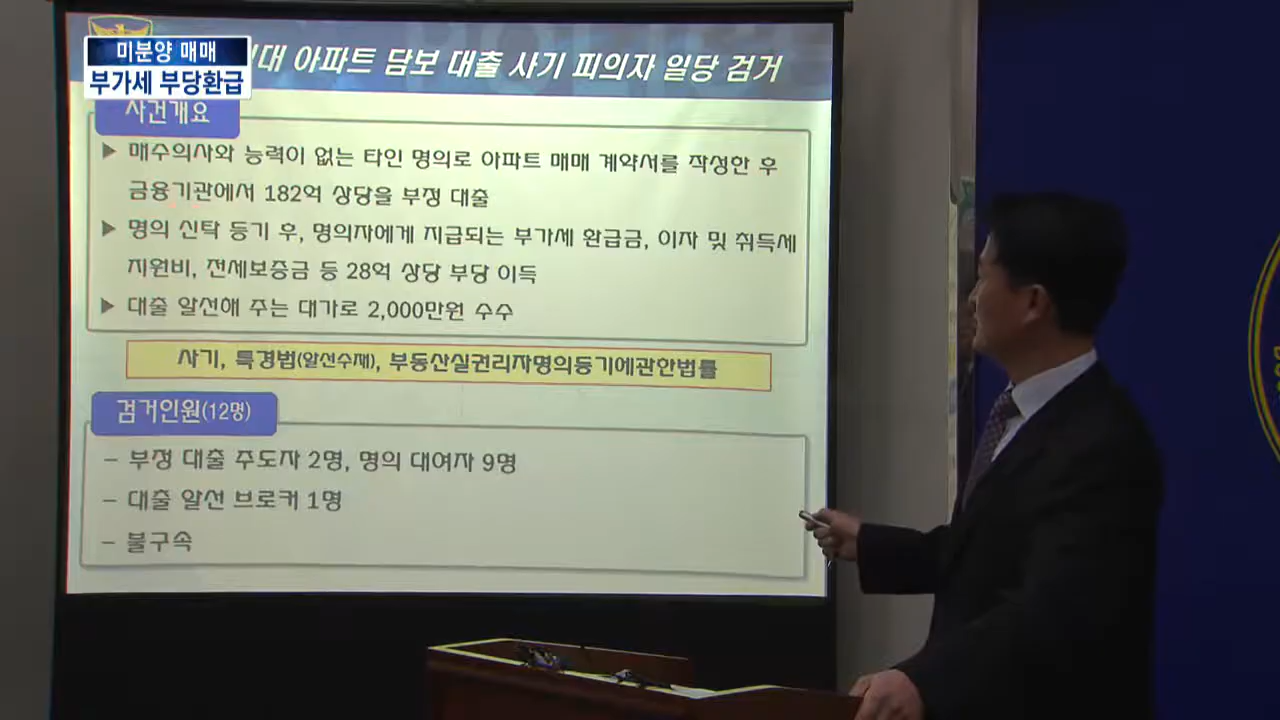 미분양 매매
부가세 부당환급
대 아파트 담보 대출 사기 피의자 일당 검거
사건개요
▶ 매수의사와 능력이 없는 타인 명의로 아파트 매매 계약서를 작성한 후
금융기관에서 182억 상당을 부정 대출
▶ 명의 신탁 등기 후, 명의자에게 지급되는 부가세 환급금, 이자 및 취득세
지원비, 전세보증금 등 28억 상당 부당 이득
▶ 대출 알선해 주는 대가로 2,000만원 수수
사기, 특경법(알선수재), 부동산실권리자명의등기에관한법률
검거인원(12명)
- 부정 대출 주도자 2명, 명의 대여자 9명
- 대출 알선 브로커 1명
- 불구속